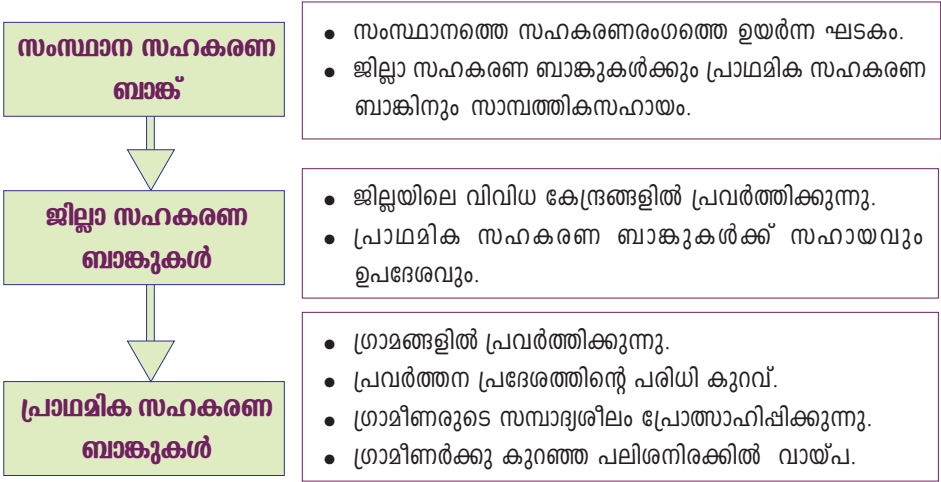 സംസ്ഥാന സഹകരണ
ബാങ്ക്
• സംസ്ഥാനത്തെ സഹകരണരംഗത്തെ ഉയർന്ന ഘടകം.
• ജില്ലാ സഹകരണ ബാങ്കുകൾക്കും പ്രാഥമിക സഹകരണ
ബാങ്കിനും സാമ്പത്തികസഹായം.
ജില്ലാ സഹകരണ
ബാങ്കുകൾ
• ജില്ലയിലെ വിവിധ കേന്ദ്രങ്ങളിൽ പ്രവർത്തിക്കുന്നു.
• പ്രാഥമിക സഹകരണ ബാങ്കുകൾക്ക് സഹായവും
ഉപദേശവും.
പ്രാഥമിക സഹകരണ
ബാങ്കുകൾ
• ഗ്രാമങ്ങളിൽ പ്രവർത്തിക്കുന്നു.
• പ്രവർത്തന പ്രദേശത്തിന്റെ പരിധി കുറവ്.
• ഗ്രാമീണരുടെ സമ്പാദ്യശീലം പ്രോത്സാഹിപ്പിക്കുന്നു.
• ഗ്രാമീണർക്കു കുറഞ്ഞ പലിശനിരക്കിൽ വായ്പ.